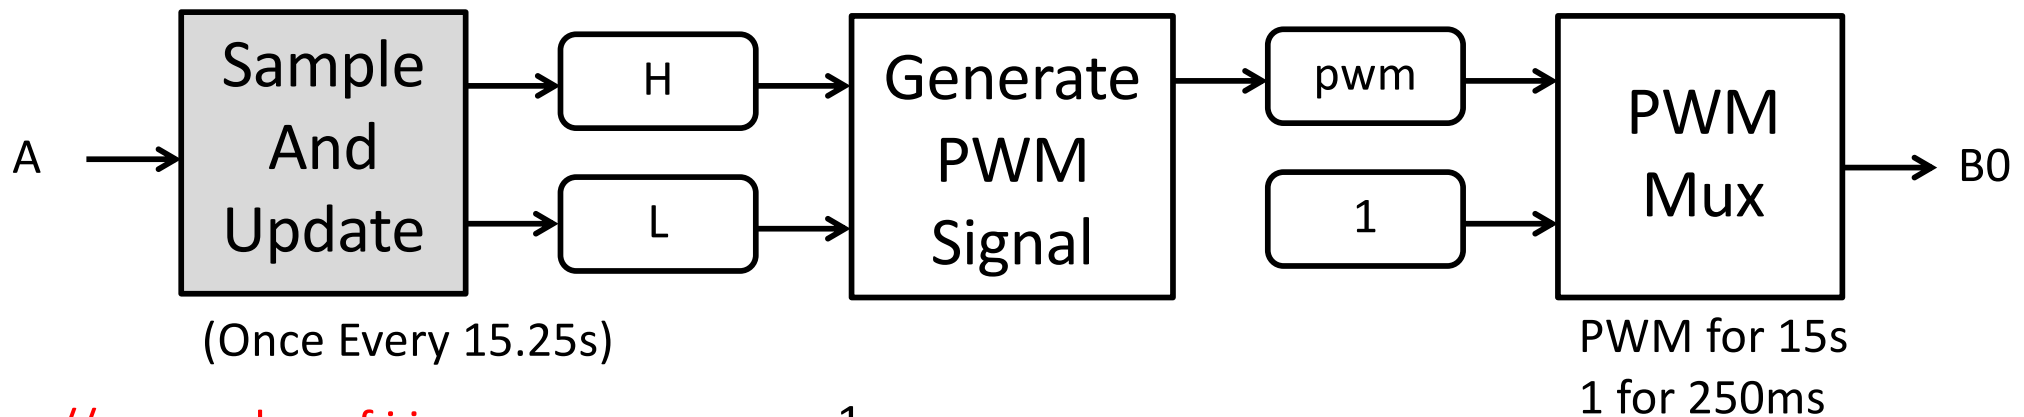 A
Sample
And
Update
(Once Every 15.25s)
H
L
Generate
PWM
Signal
pwm
1
PWM
Mux
PWM for 15s
1 for 250ms
B0
//
1